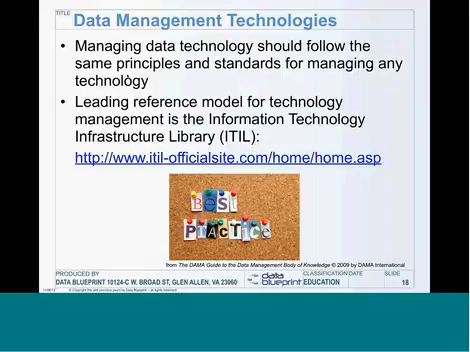 TITLE
Data Management Technologies
• Managing data technology should follow the
same principles and standards for managing any
technology
• Leading reference model for technology
management is the Information Technology
Infrastructure Library (ITIL):
http://www.itil-officialsite.com/home/home.asp
BeST
PRACTICE
from The DAMA Guide to the Data Management Body of Knowledge © 2009 by DAMA International
PRODUCED BY
DATA BLUEPRINT 10124-C W. BROAD ST, GLEN ALLEN, VA 23060
data
blueprint
CLASSIFICATION DATE SLIDE
EDUCATION 18